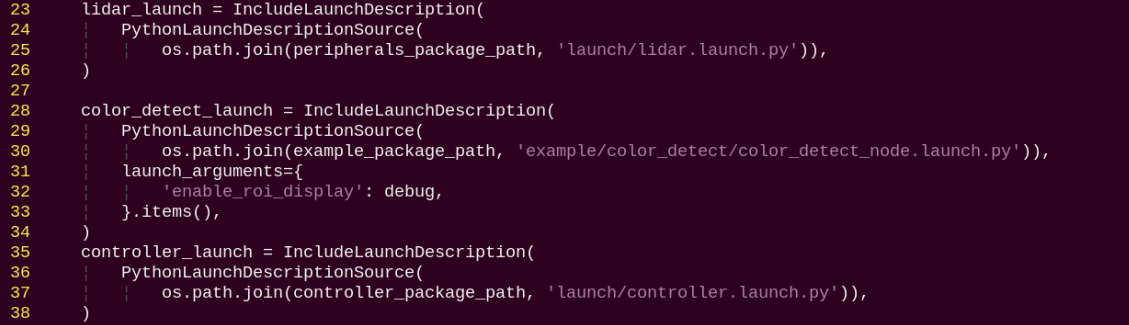 23     lidar_launch = IncludeLaunchDescription(
24         PythonLaunchDescriptionSource(
25             os.path.join(peripherals_package_path, 'launch/lidar.launch.py')),
26     )
27
28     color_detect_launch = IncludeLaunchDescription(
29         PythonLaunchDescriptionSource(
30             os.path.join(example_package_path, 'example/color_detect/color_detect_node.launch.py')),
31         launch_arguments={
32             'enable_roi_display': debug,
33         }.items(),
34     )
35     controller_launch = IncludeLaunchDescription(
36         PythonLaunchDescriptionSource(
37             os.path.join(controller_package_path, 'launch/controller.launch.py')),
38     )